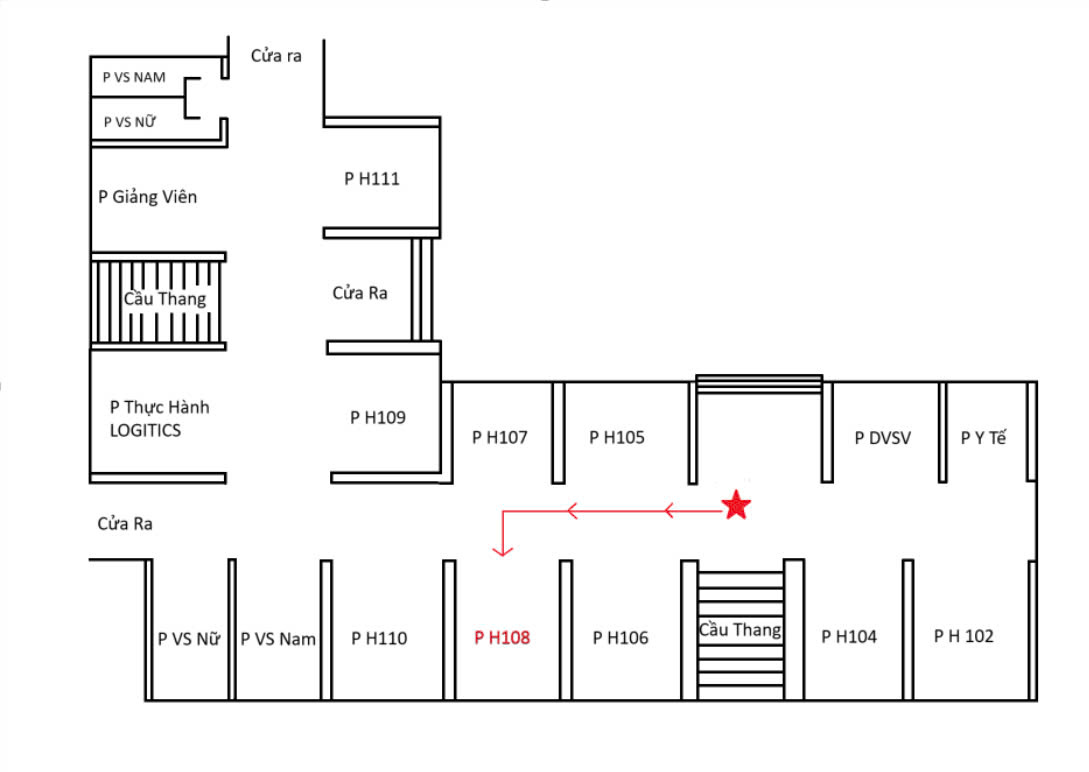 Cửa ra
P VS NAM
P VS NỮ
P H111
P Giảng Viên
Cửa Ra
Cầu Thang
P Thực Hành
LOGITICS
P H109
P H107
P H105
P DVSV
P Y Tế
Cửa Ra
P VS Nữ
P VS Nam
P H110
P H108
P H106
Cầu Thang
P H104
P H 102